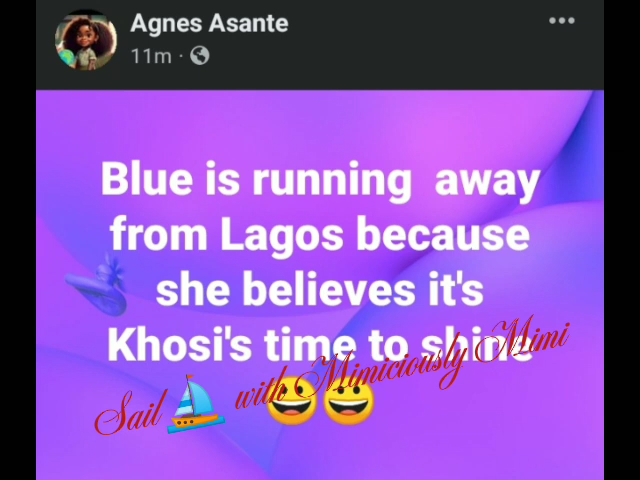 Agnes Asante
11m ·
Blue is running away
from Lagos because
she believes it's
Khosi's time to shine
😀😀
Sail⛵ with Mimiciously Mimi